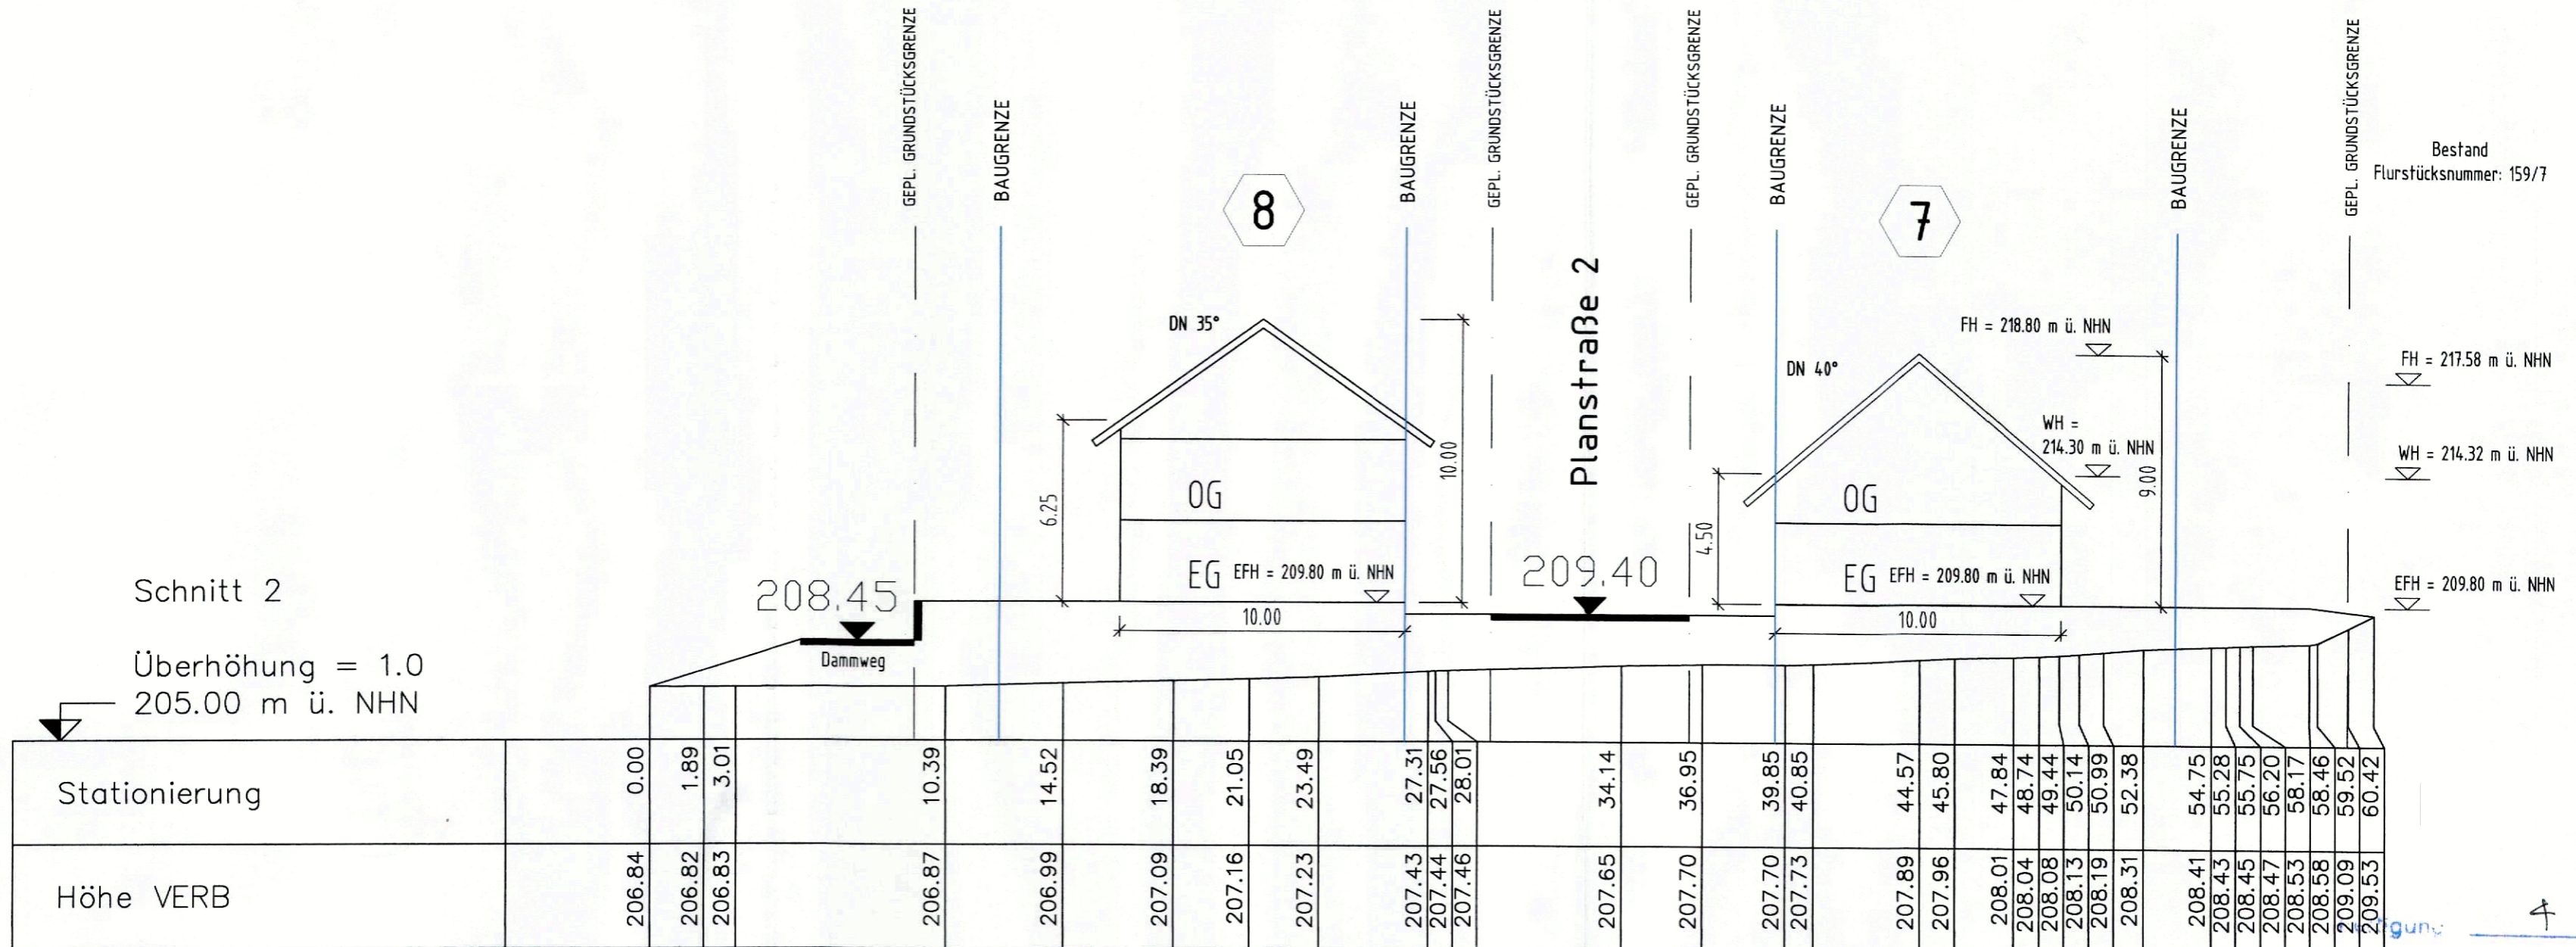 GEPL. GRUNDSTÜCKSGRENZE
BAUGRENZE
BAUGRENZE
GEPL. GRUNDSTÜCKSGRENZE
GEPL. GRUNDSTÜCKSGRENZE
BAUGRENZE
BAUGRENZE
GEPL. GRUNDSTÜCKSGRENZE
Bestand
Flurstücksnummer: 159/7
8
7
DN 35°
6.25
OG
EG EFH = 209.80 m ü. NHN
10.00
10.00
Planstraße 2
209.40
208.45
Dammweg
DN 40°
4.50
OG
EG EFH = 209.80 m ü. NHN
10.00
FH = 218.80 m ü. NHN
WH =
214.30 m ü. NHN
9.00
FH = 217.58 m ü. NHN
WH = 214.32 m ü. NHN
EFH = 209.80 m ü. NHN
Schnitt 2
Überhöhung = 1.0
205.00 m ü. NHN
Stationierung 0.00 1.89 3.01 10.39 14.52 18.39 21.05 23.49 27.31 27.56 28.01 34.14 36.95 39.85 40.85 44.57 45.80 47.84 48.74 49.44 50.14 50.99 52.38 54.75 55.28 55.75 56.20 58.17 58.46 59.52 60.42
Höhe VERB 206.84 206.82 206.83 206.87 206.99 207.09 207.16 207.23 207.43 207.44 207.46 207.65 207.70 207.70 207.73 207.89 207.96 208.01 208.04 208.08 208.13 208.19 208.31 208.41 208.43 208.45 208.47 208.53 208.58 209.09 209.53
4